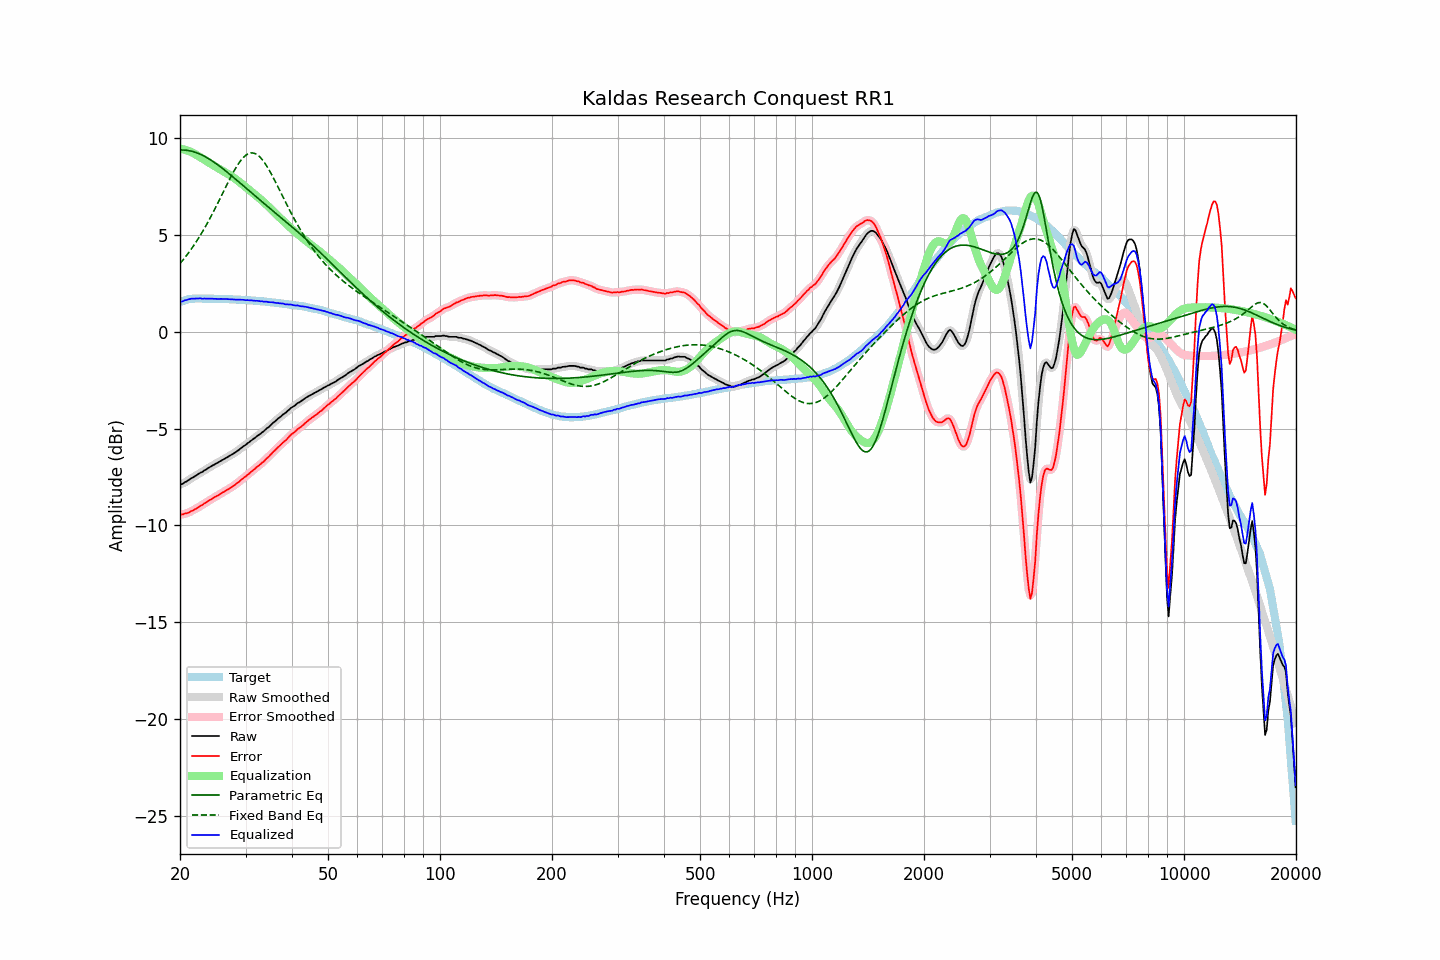 Kaldas Research Conquest RR1
10
5
0
−5
−10
−15
−20
−25
Amplitude (dBr)
Target
Raw Smoothed
Error Smoothed
Raw
Error
Equalization
Parametric Eq
Fixed Band Eq
Equalized
20 50 100 200 500 1000 2000 5000 10000 20000
Frequency (Hz)